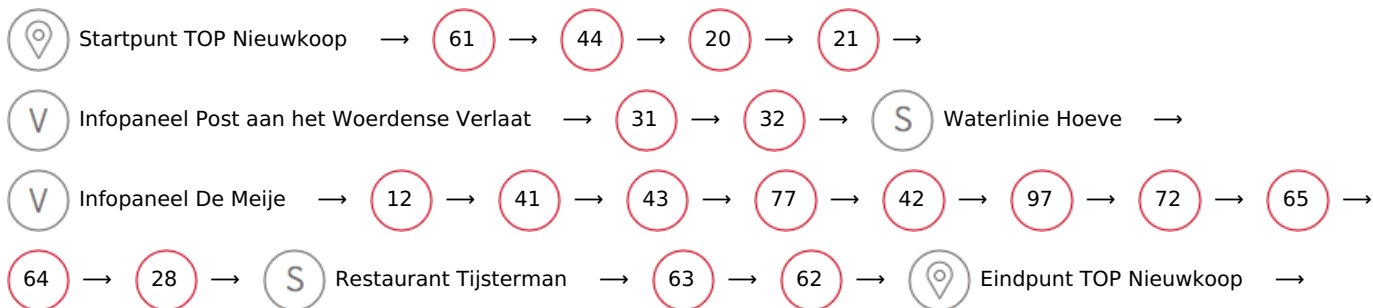 Startpunt TOP Nieuwkoop → 61 → 44 → 20 → 21 →
V Infopaneel Post aan het Woerdense Verlaat → 31 → 32 → S Waterlinie Hoeve →
V Infopaneel De Meije → 12 → 41 → 43 → 77 → 42 → 97 → 72 → 65 →
64 → 28 → S Restaurant Tijsterman → 63 → 62 → Eindpunt TOP Nieuwkoop →